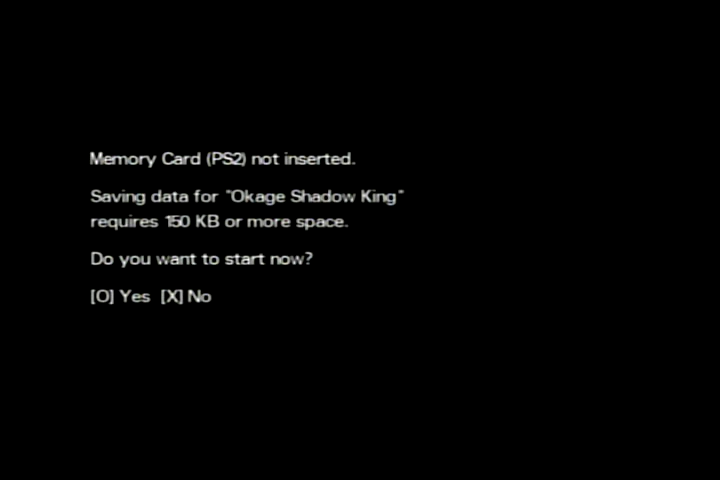 Memory Card (PS2) not inserted.
Saving data for "Okage Shadow King"
requires 150 KB or more space.
Do you want to start now?
[O] Yes [X] No